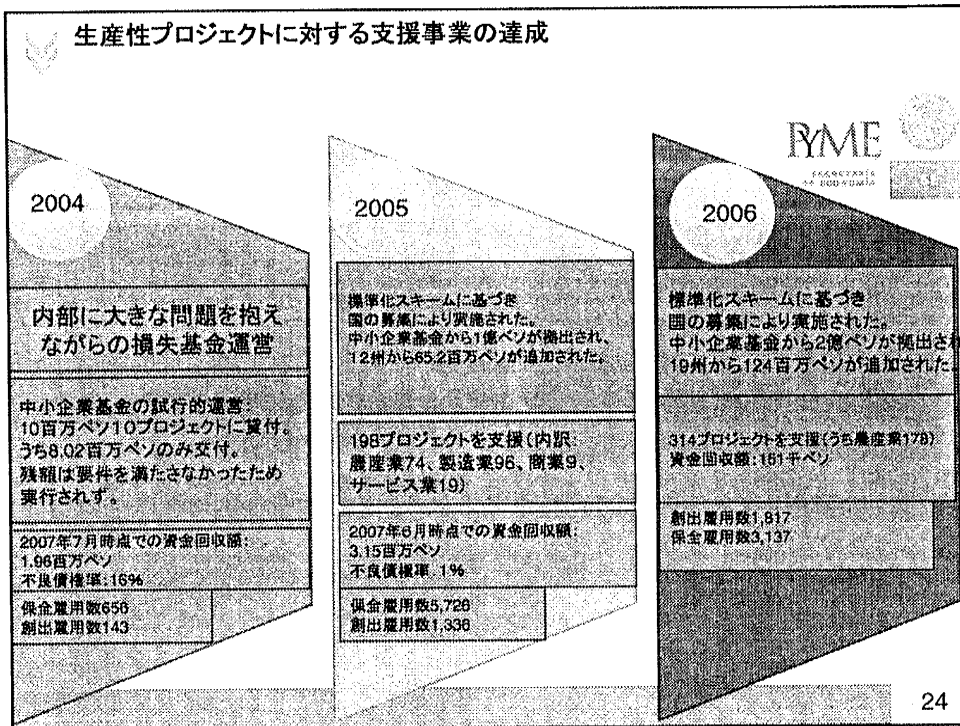 生産性プロジェクトに対する支援事業の達成
PYME
SECRETARIA
DE ECONOMIA
2004
内部に大きな問題を抱え
ながらの損失基金運営
中小企業基金の試行的運営:
10百万ペソ10プロジェクトに貸付。
うち8.02百万ペソのみ交付。
残額は要件を満たさなかったため
実行されず。
2007年7月時点での資金回収額:
1.96百万ペソ
不良債権率:16%
保全雇用数656
創出雇用数143
2005
標準化スキームに基づき
国の募集により実施された。
中小企業基金から1億ペソが拠出され、
12州から65.2百万ペソが追加された。
198プロジェクトを支援(内訳:
農産業74、製造業96、商業9、
サービス業19)
2007年6月時点での資金回収額:
3.15百万ペソ
不良債権率:1%
保全雇用数5,726
創出雇用数1,336
2006
標準化スキームに基づき
国の募集により実施された。
中小企業基金から2億ペソが拠出され
19州から124百万ペソが追加された。
314プロジェクトを支援(うち農産業178)
資金回収額:161千ペソ
創出雇用数1,817
保全雇用数3,137
24